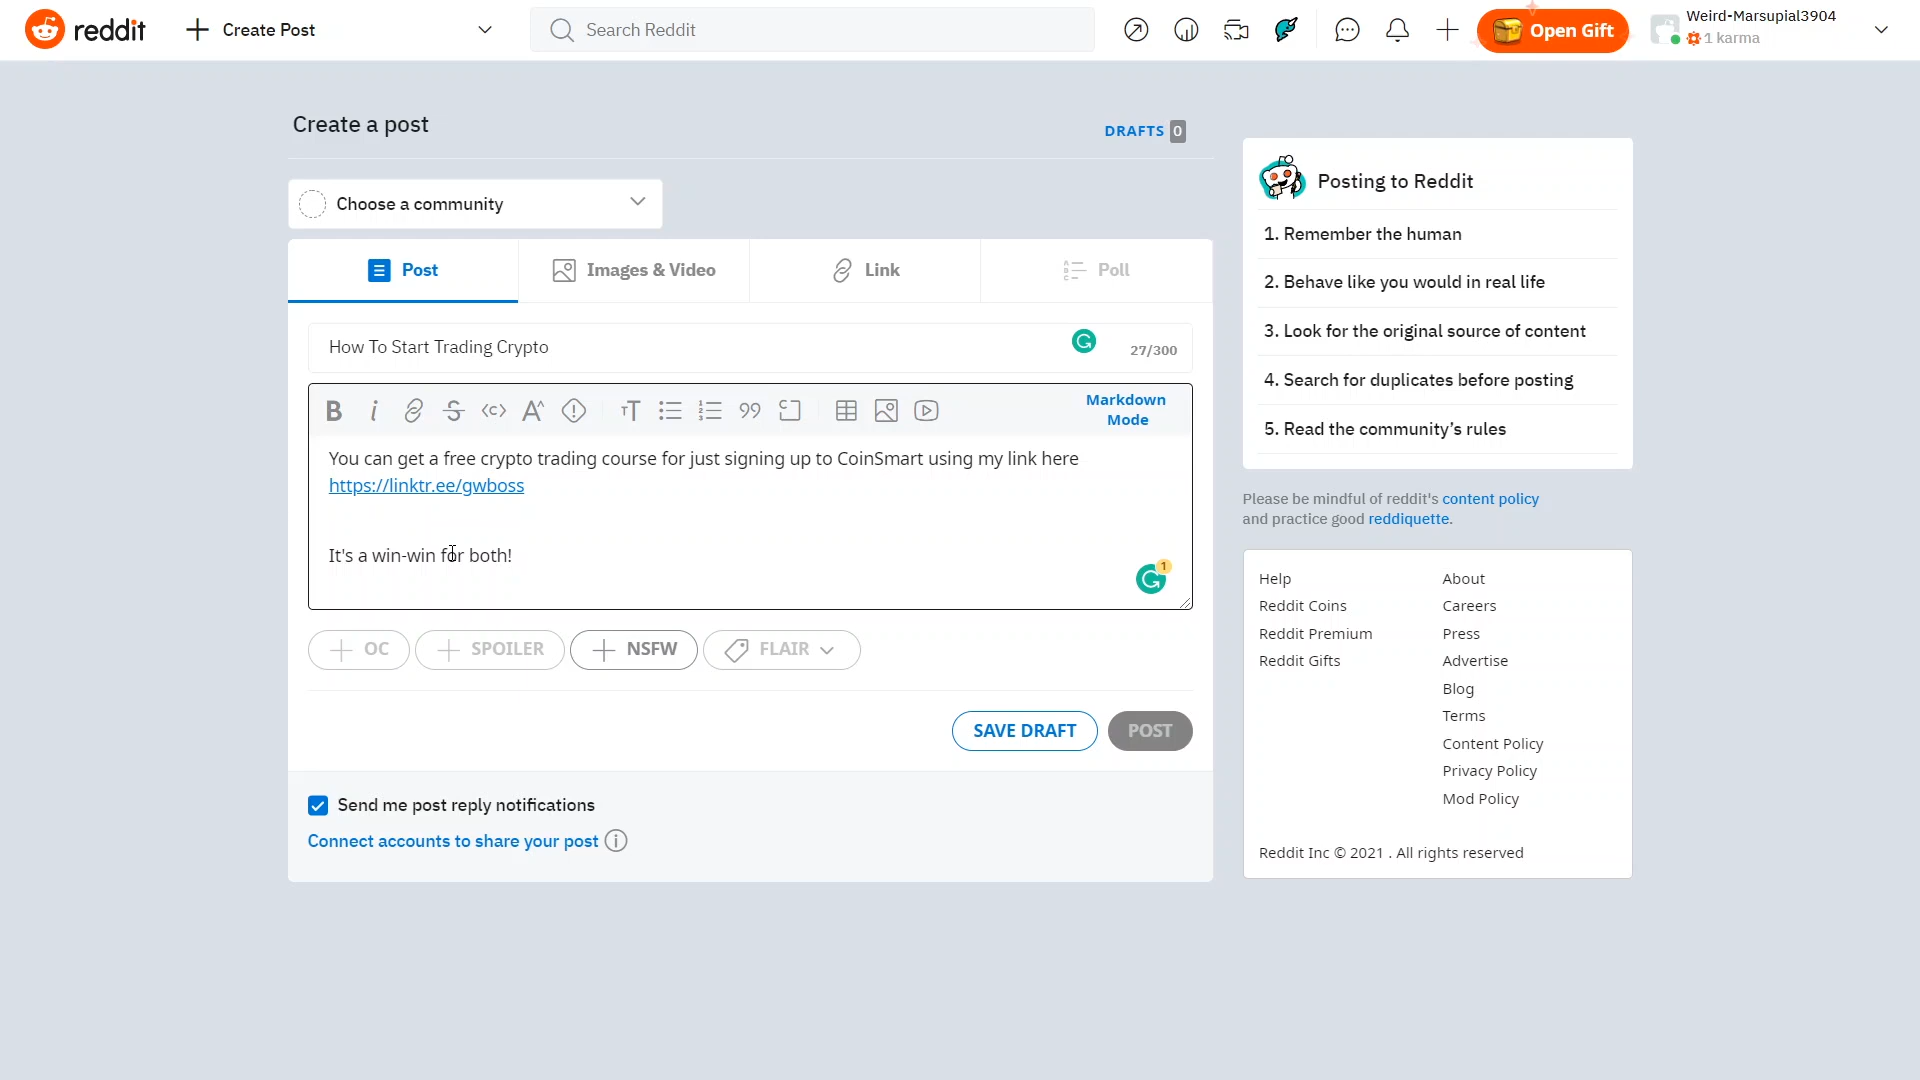 reddit
Create Post
Search Reddit
Open Gift
Weird-Marsupial3904
1 karma
Create a post
DRAFTS 0
Choose a community
Post
Images & Video
Link
Poll
How To Start Trading Crypto
27/300
Markdown
Mode
You can get a free crypto trading course for just signing up to CoinSmart using my link here
https://linktr.ee/gwboss
It's a win-win for both!
1
OC
SPOILER
NSFW
FLAIR
SAVE DRAFT
POST
Send me post reply notifications
Connect accounts to share your post
Posting to Reddit
1. Remember the human
2. Behave like you would in real life
3. Look for the original source of content
4. Search for duplicates before posting
5. Read the community's rules
Please be mindful of reddit's content policy
and practice good reddiquette.
Help
Reddit Coins
Reddit Premium
Reddit Gifts
About
Careers
Press
Advertise
Blog
Terms
Content Policy
Privacy Policy
Mod Policy
Reddit Inc © 2021 . All rights reserved